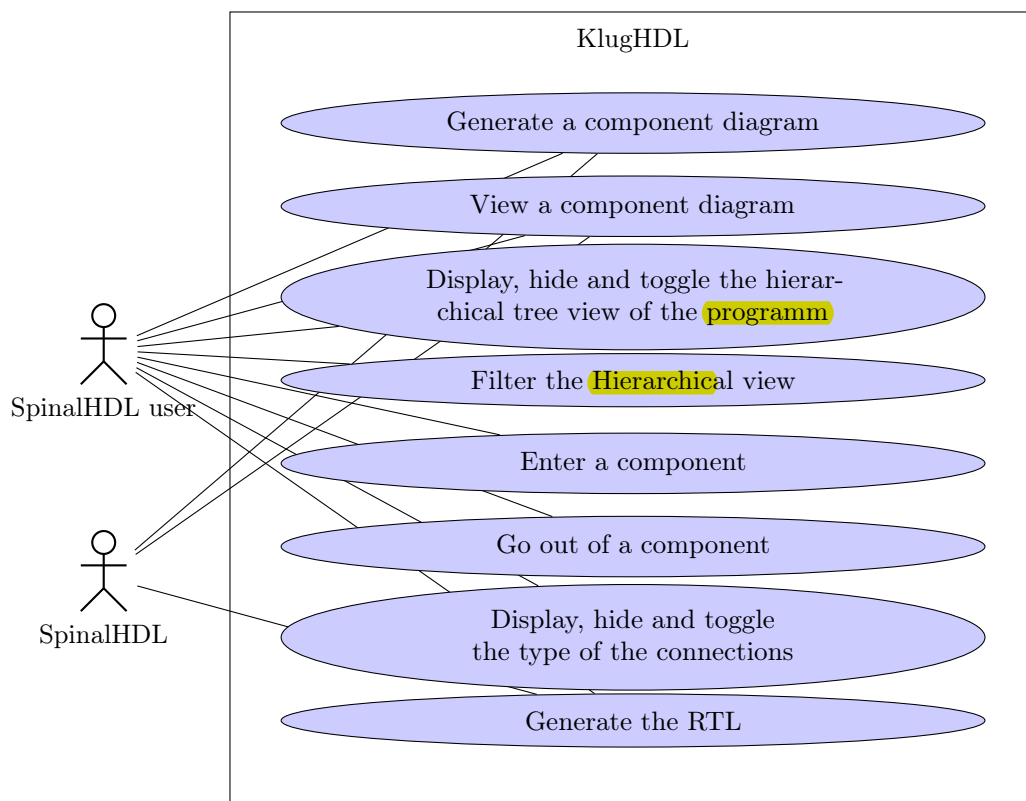 KlugHDL
Generate a component diagram
View a component diagram
Display, hide and toggle the hierar-
chical tree view of the programm
Filter the Hierarchical view
SpinalHDL user
Enter a component
Go out of a component
SpinalHDL
Display, hide and toggle
the type of the connections
Generate the RTL